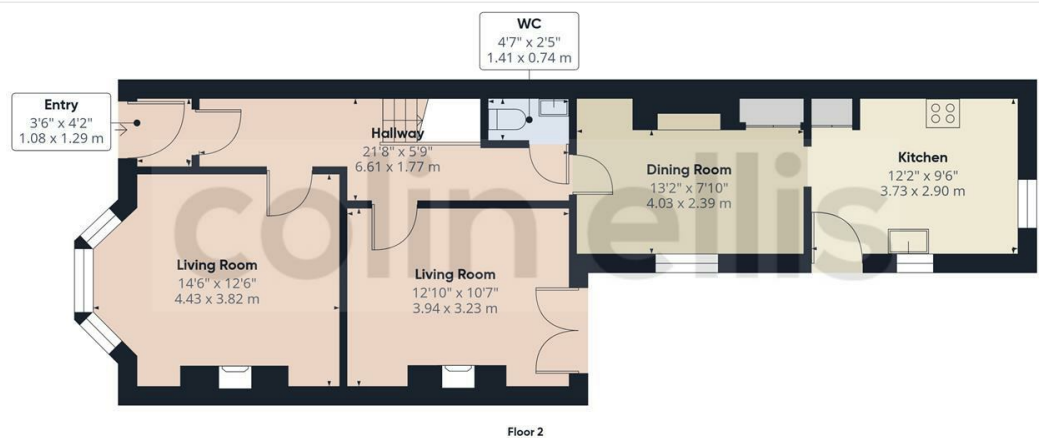 WC
4'7" x 2'5"
1.41 x 0.74 m
Entry
3'6" x 4'2"
1.08 x 1.29 m
Hallway
21'8" x 5'9"
6.61 x 1.77 m
Dining Room
13'2" x 7'10"
4.03 x 2.39 m
Kitchen
12'2" x 9'6"
3.73 x 2.90 m
colin ellis
Living Room
14'6" x 12'6"
4.43 x 3.82 m
Living Room
12'10" x 10'7"
3.94 x 3.23 m
Floor 2